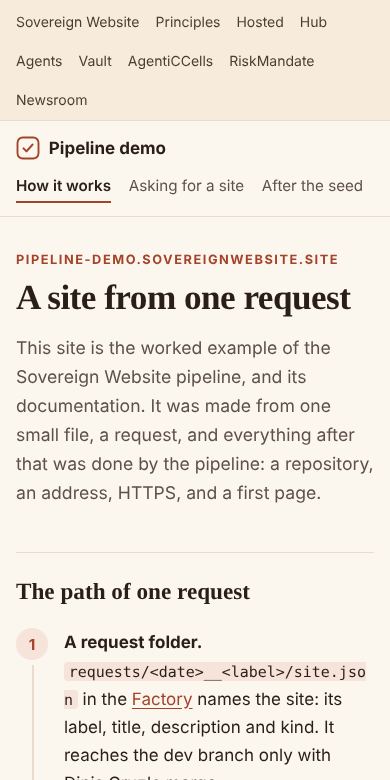 Sovereign Website Principles Hosted Hub
Agents Vault AgentiCCells RiskMandate
Newsroom
Pipeline demo
How it works Asking for a site After the seed
PIPELINE-DEMO.SOVEREIGNWEBSITE.SITE
A site from one request
This site is the worked example of the
Sovereign Website pipeline, and its
documentation. It was made from one
small file, a request, and everything after
that was done by the pipeline: a repository,
an address, HTTPS, and a first page.
The path of one request
1 A request folder.
requests/<date>__<label>/site.jso
n in the Factory names the site: its
label, title, description and kind. It
reaches the dev branch only with